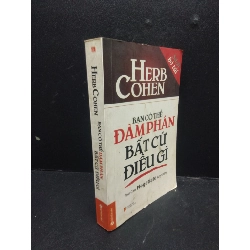 HERB
COHEN
BẠN CÓ THỂ
ĐÀM PHÁN
BẤT CỨ
ĐIỀU GÌ
HERB COHEN
BẠN CÓ THỂ ĐÀM PHÁN
BẤT CỨ ĐIỀU GÌ